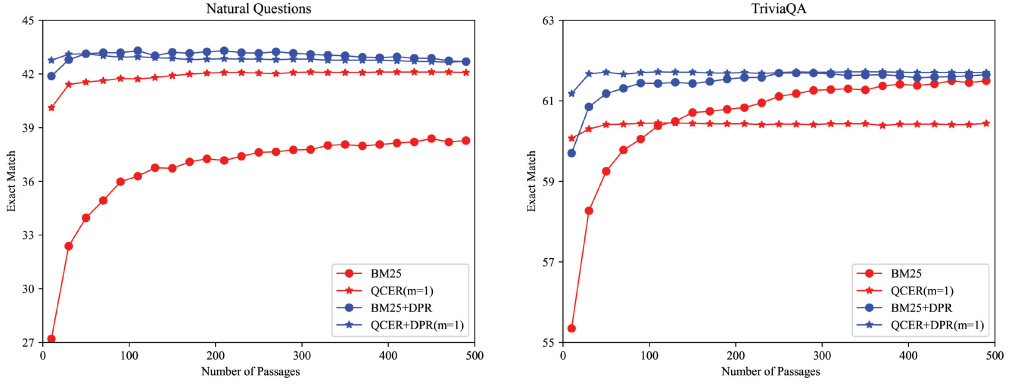 Natural Questions
45
42
39
36
33
30
27
Exact Match
0
100
200
300
400
500
Number of Passages
BM25
QCER(m=1)
BM25+DPR
QCER+DPR(m=1)
TriviaQA
63
61
59
57
55
Exact Match
0
100
200
300
400
500
Number of Passages
BM25
QCER(m=1)
BM25+DPR
QCER+DPR(m=1)